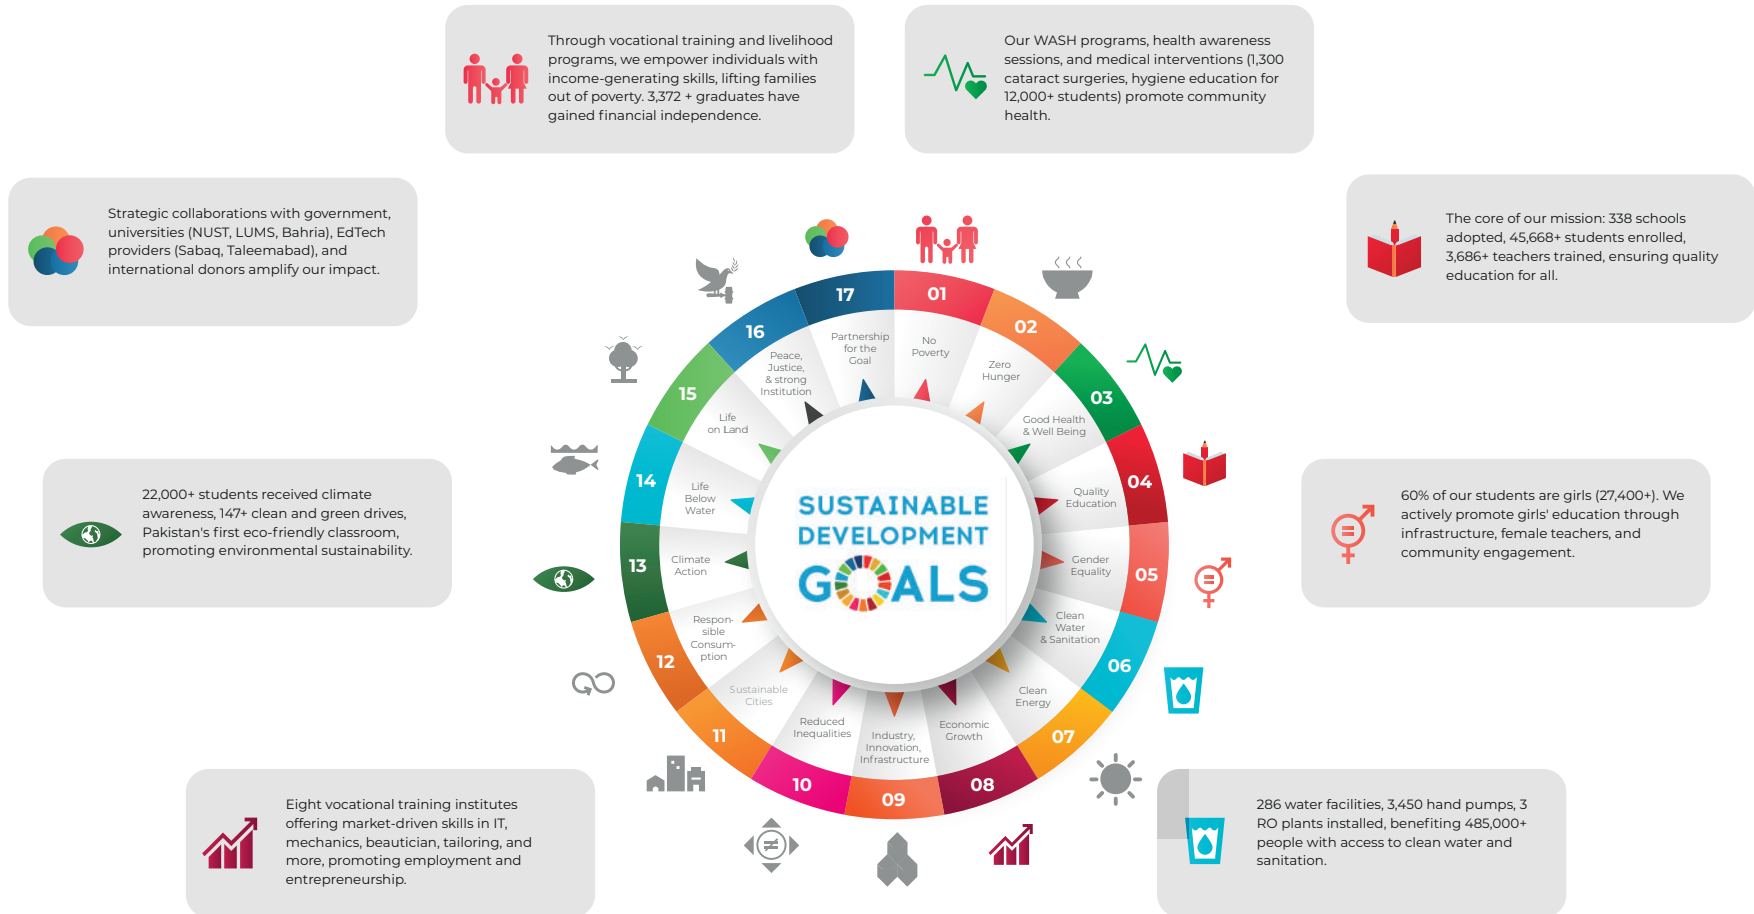 Through vocational training and livelihood
programs, we empower individuals with
income-generating skills, lifting families
out of poverty. 3,372 + graduates have
gained financial independence.
Our WASH programs, health awareness
sessions, and medical interventions (1,300
cataract surgeries, hygiene education for
12,000+ students) promote community
health.
Strategic collaborations with government,
universities (NUST, LUMS, Bahria), EdTech
providers (Sabaq, Taleemabad), and
international donors amplify our impact.
The core of our mission: 338 schools
adopted, 45,668+ students enrolled,
3,686+ teachers trained, ensuring quality
education for all.
22,000+ students received climate
awareness, 147+ clean and green drives,
Pakistan's first eco-friendly classroom,
promoting environmental sustainability.
60% of our students are girls (27,400+). We
actively promote girls' education through
infrastructure, female teachers, and
community engagement.
Eight vocational training institutes
offering market-driven skills in IT,
mechanics, beautician, tailoring, and
more, promoting employment and
entrepreneurship.
286 water facilities, 3,450 hand pumps, 3
RO plants installed, benefiting 485,000+
people with access to clean water and
sanitation.
01
No
Poverty
02
Zero
Hunger
03
Good Health
& Well Being
04
Quality
Education
05
Gender
Equality
06
Clean
Water
& Sanitation
07
Clean
Energy
08
Economic
Growth
09
Industry,
Innovation,
Infrastructure
10
Reduced
Inequalities
11
Sustainable
Cities
12
Respon-
sible
Consum-
ption
13
Climate
Action
14
Life
Below
Water
15
Life
on Land
16
Peace,
Justice,
& strong
Institution
17
Partnership
for the
Goal
SUSTAINABLE
DEVELOPMENT
GOALS